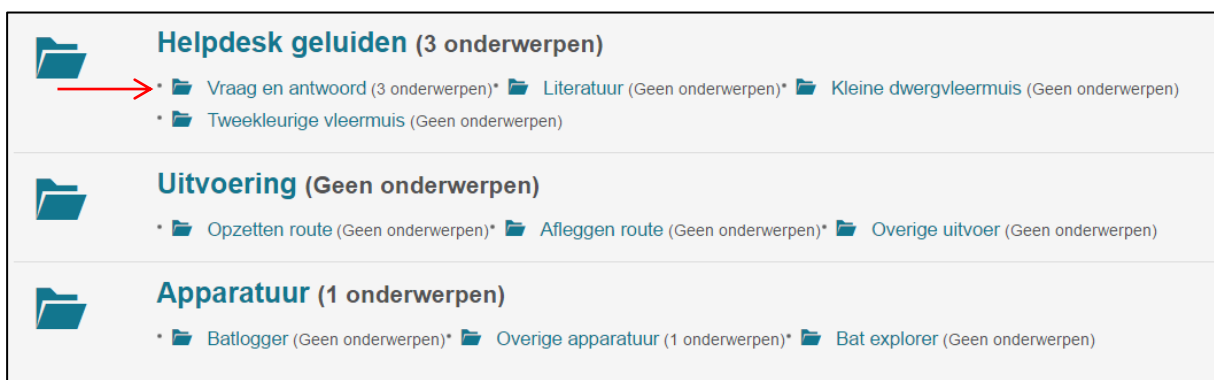 Helpdesk geluiden (3 onderwerpen)
* Vraag en antwoord (3 onderwerpen)* Literatuur (Geen onderwerpen)* Kleine dwergvleermuis (Geen onderwerpen)
* Tweekleurige vleermuis (Geen onderwerpen)
Uitvoering (Geen onderwerpen)
* Opzetten route (Geen onderwerpen)* Afleggen route (Geen onderwerpen)* Overige uitvoer (Geen onderwerpen)
Apparatuur (1 onderwerpen)
* Batlogger (Geen onderwerpen)* Overige apparatuur (1 onderwerpen)* Bat explorer (Geen onderwerpen)